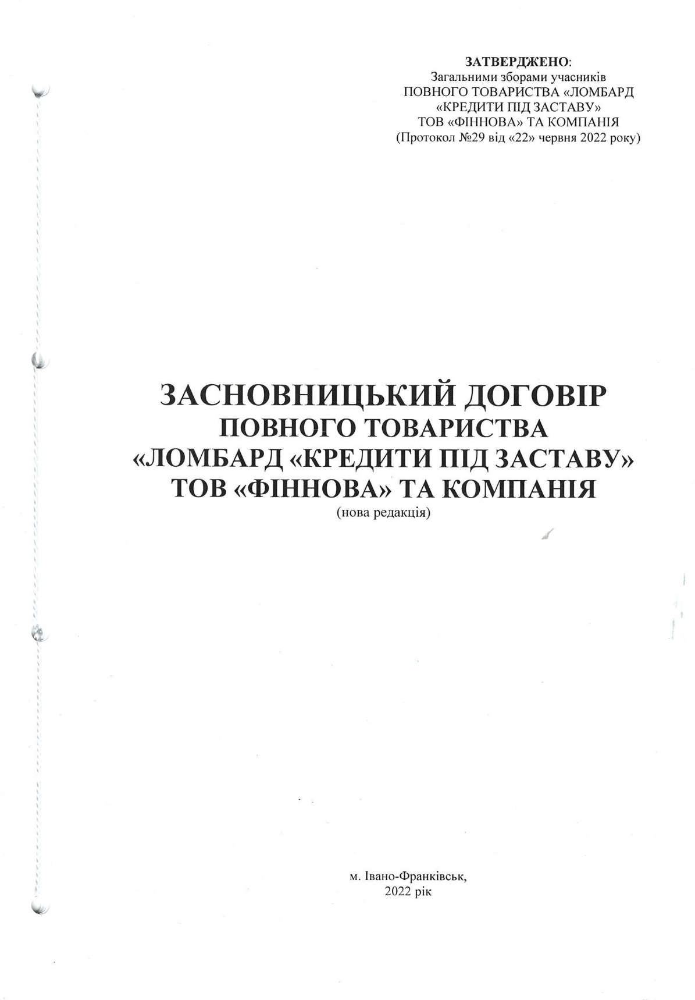 ЗАТВЕРДЖЕНО:
Загальними зборами учасників
ПОВНОГО ТОВАРИСТВА «ЛОМБАРД
«КРЕДИТИ ПІД ЗАСТАВУ»
ТОВ «ФІННОВА» ТА КОМПАНІЯ
(Протокол №29 від «22» червня 2022 року)
ЗАСНОВНИЦЬКИЙ ДОГОВІР
ПОВНОГО ТОВАРИСТВА
«ЛОМБАРД «КРЕДИТИ ПІД ЗАСТАВУ»
ТОВ «ФІННОВА» ТА КОМПАНІЯ
(нова редакція)
м. Івано-Франківськ,
2022 рік